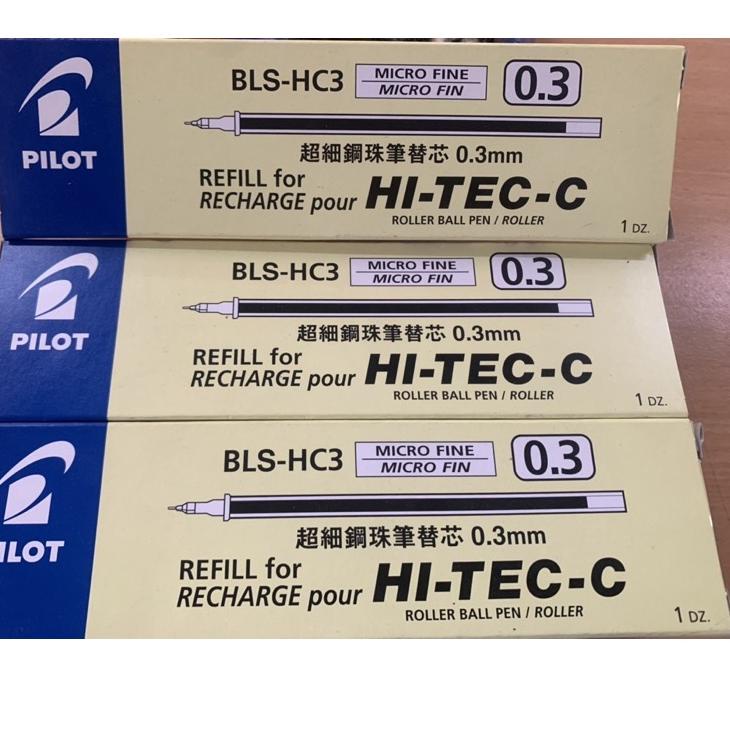 PILOT
BLS-HC3 MICRO FINE 0.3
MICRO FIN
超細鋼珠筆替芯 0.3mm
REFILL for
RECHARGE pour HI-TEC-C
ROLLER BALL PEN / ROLLER
1 DZ.
PILOT
BLS-HC3 MICRO FINE 0.3
MICRO FIN
超細鋼珠筆替芯 0.3mm
REFILL for
RECHARGE pour HI-TEC-C
ROLLER BALL PEN / ROLLER
1 DZ.
ILOT
BLS-HC3 MICRO FINE 0.3
MICRO FIN
超細鋼珠筆替芯 0.3mm
REFILL for
RECHARGE pour HI-TEC-C
ROLLER BALL PEN / ROLLER
1 DZ.